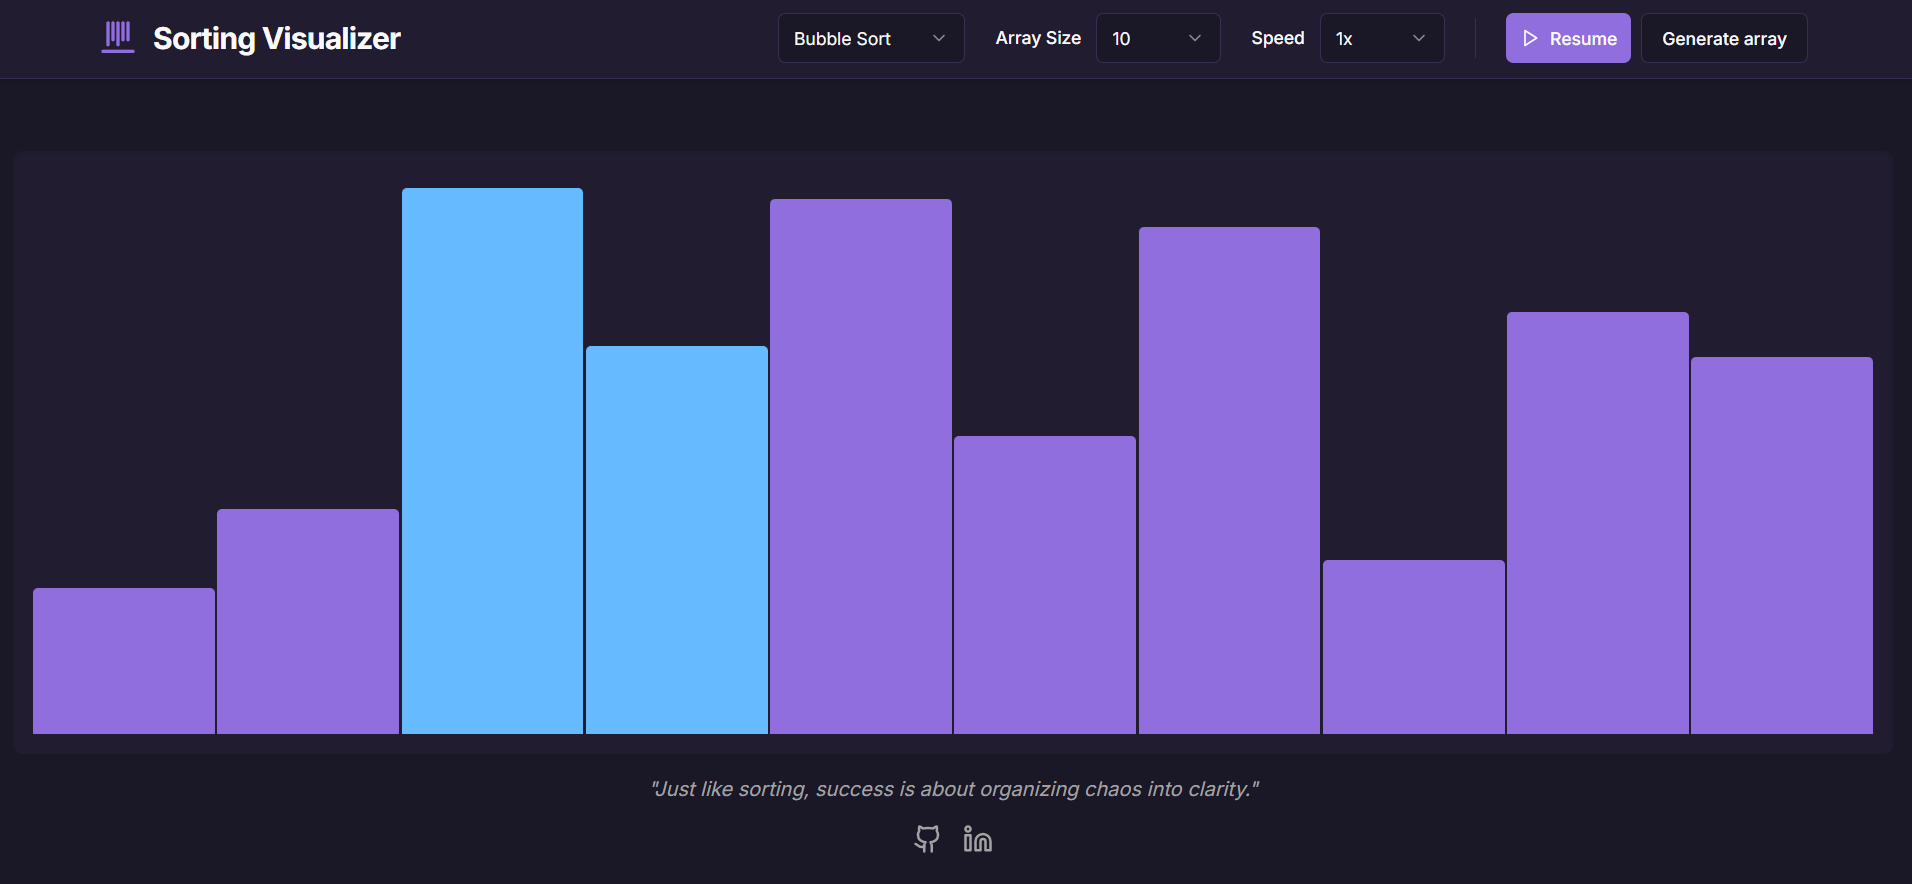 Sorting Visualizer
Bubble Sort
Array Size
10
Speed
1x
Resume
Generate array
"Just like sorting, success is about organizing chaos into clarity."